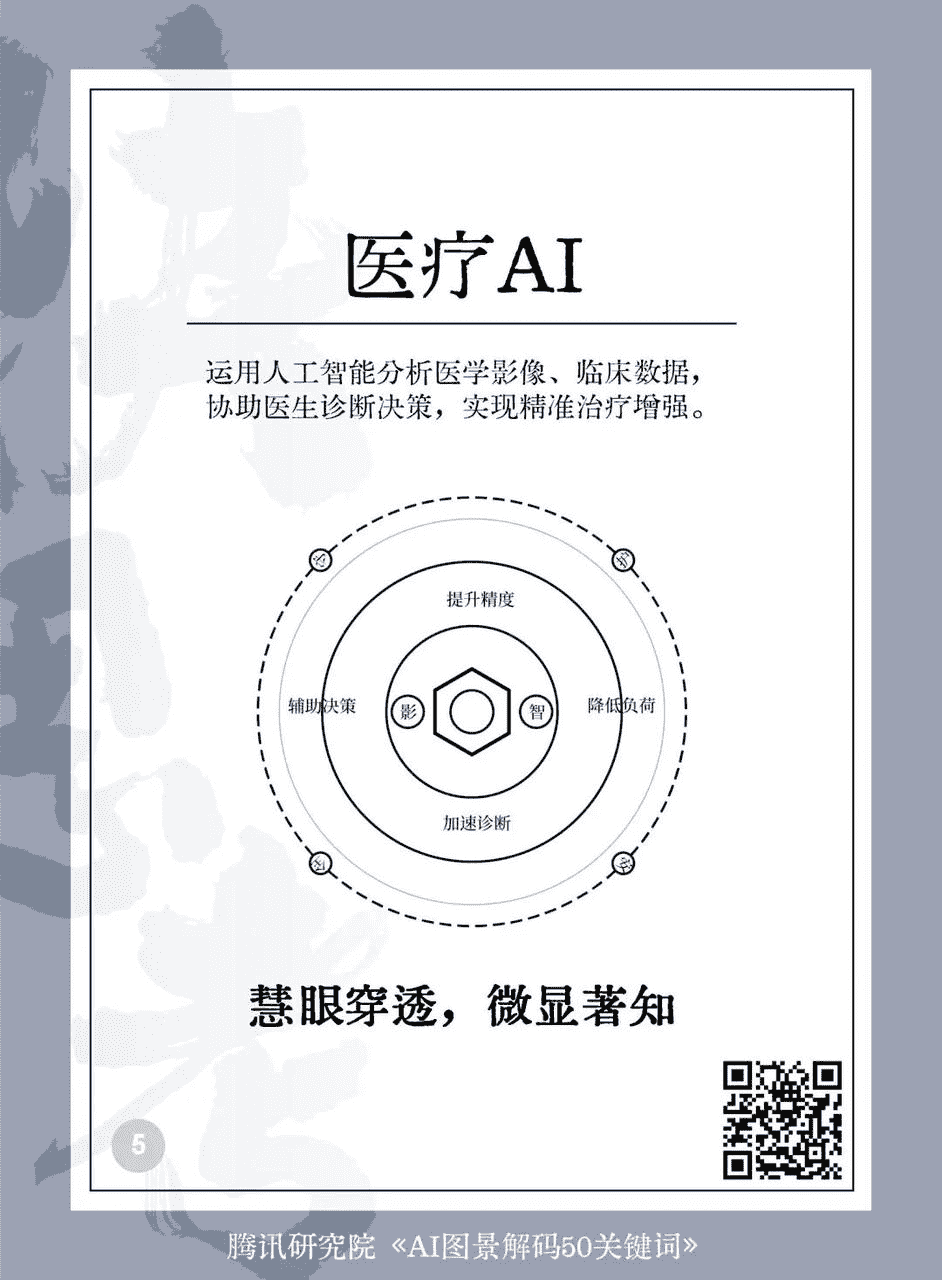 医疗AI
运用人工智能分析医学影像、临床数据，
协助医生诊断决策，实现精准治疗增强。
提升精度
辅助决策
影
智
降低负荷
加速诊断
慧眼穿透，微显著知
5
腾讯研究院《AI图景解码50关键词》